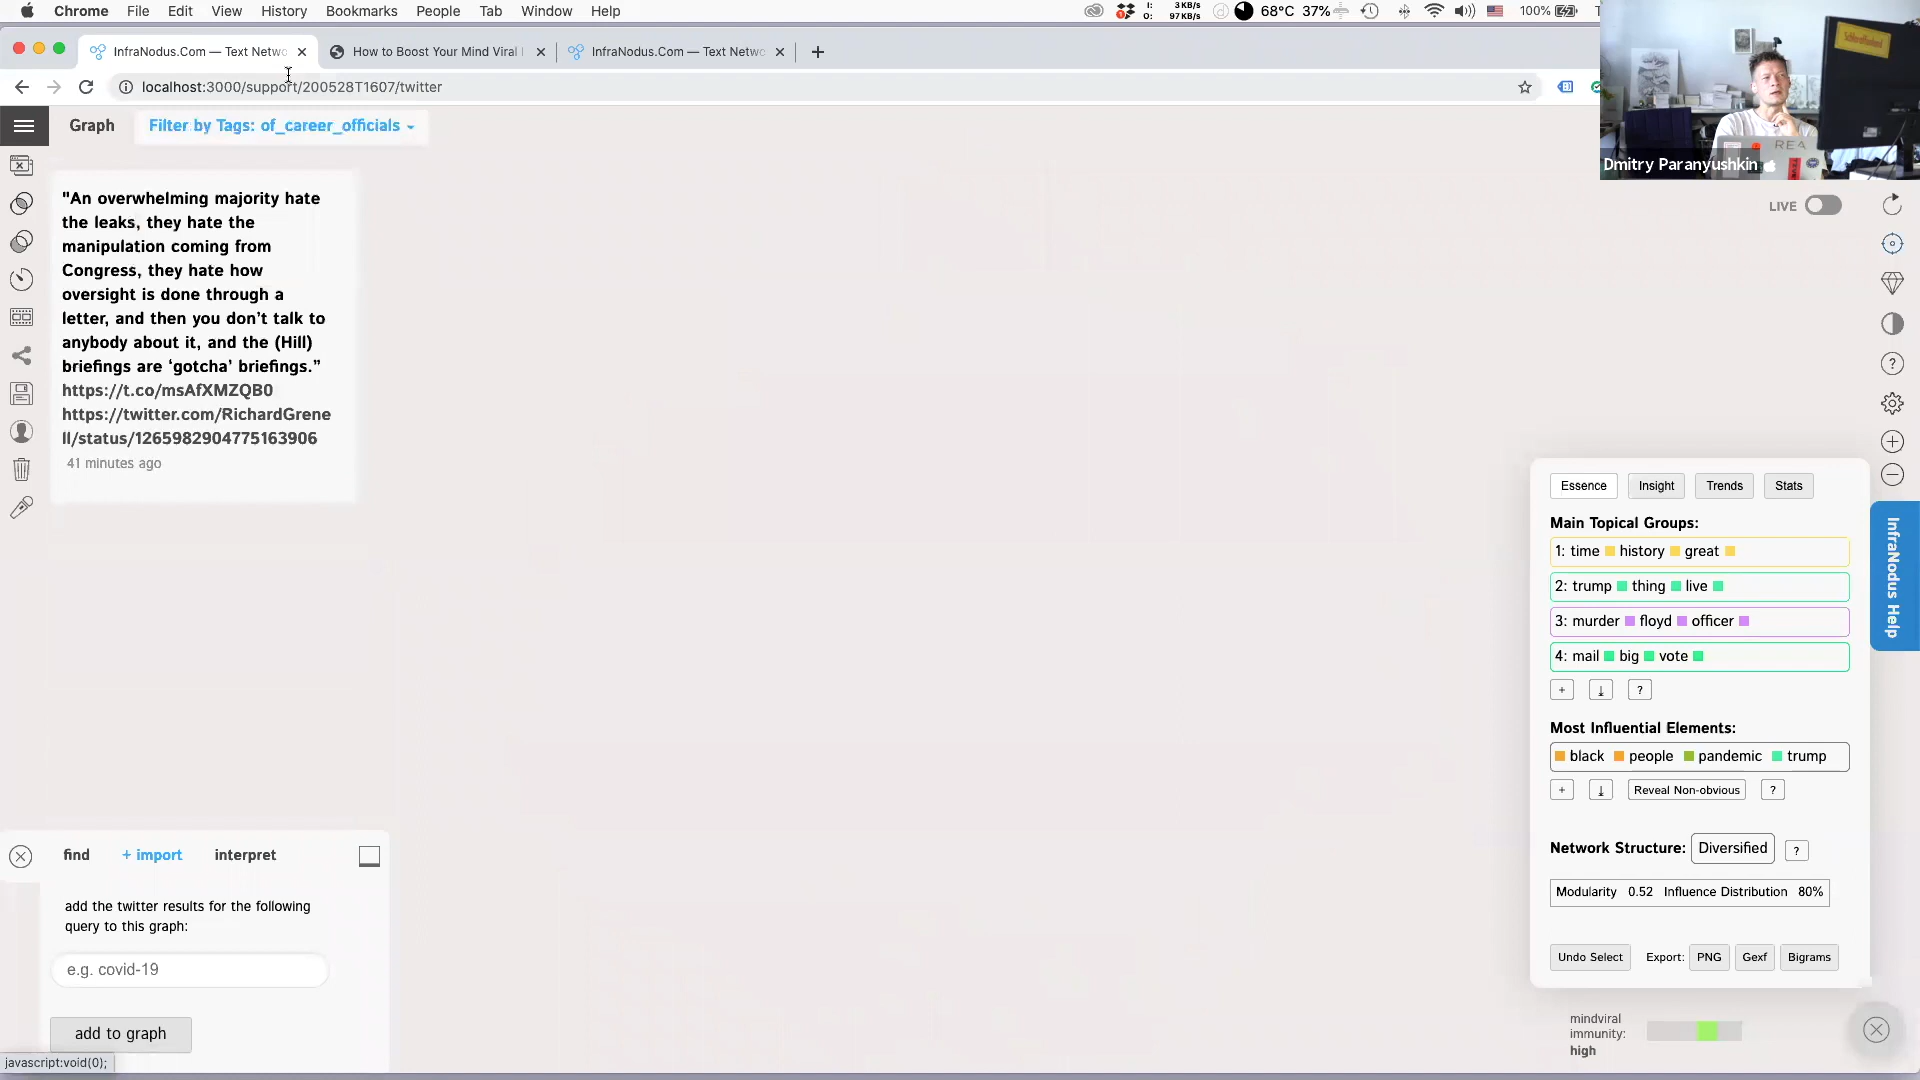 Chrome File Edit View History Bookmarks People Tab Window Help
I: 3 KB/s
O: 97 KB/s
68°C 37% 100%
InfraNodus.Com — Text Netwo
How to Boost Your Mind Viral
InfraNodus.Com — Text Netwo
localhost:3000/support/200528T1607/twitter
Graph
Filter by Tags: of_career_officials
Dmitry Paranyushkin
LIVE
"An overwhelming majority hate
the leaks, they hate the
manipulation coming from
Congress, they hate how
oversight is done through a
letter, and then you don’t talk to
anybody about it, and the (Hill)
briefings are ‘gotcha’ briefings.”
https://t.co/msAfXMZQB0
https://twitter.com/RichardGrene
ll/status/1265982904775163906
41 minutes ago
Essence Insight Trends Stats
Main Topical Groups:
1: time history great
2: trump thing live
3: murder floyd officer
4: mail big vote
+ ↓ ?
Most Influential Elements:
black people pandemic trump
+ ↓ Reveal Non-obvious ?
Network Structure: Diversified ?
Modularity 0.52 Influence Distribution 80%
Undo Select Export: PNG Gexf Bigrams
InfraNodus Help
mindviral
immunity:
high
find + import interpret
add the twitter results for the following
query to this graph:
e.g. covid-19
add to graph
javascript:void(0);